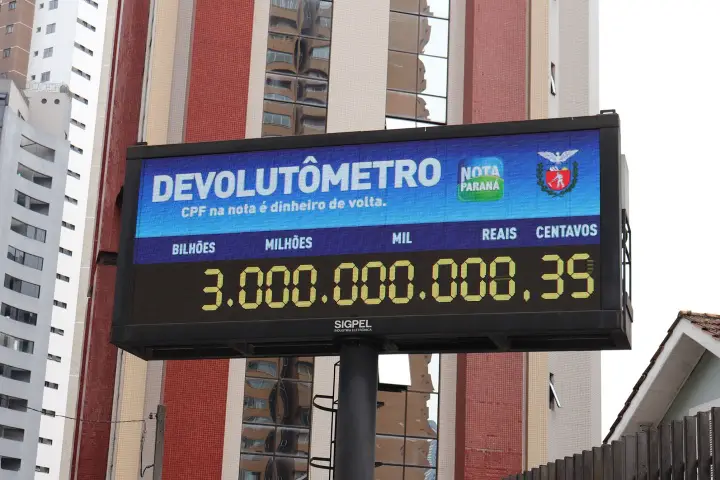 DEVOLUTÔMETRO
CPF na nota é dinheiro de volta.
NOTA
PARANÁ
BILHÕES MILHÕES MIL REAIS CENTAVOS
3.000.000.008,35
SIGPEL